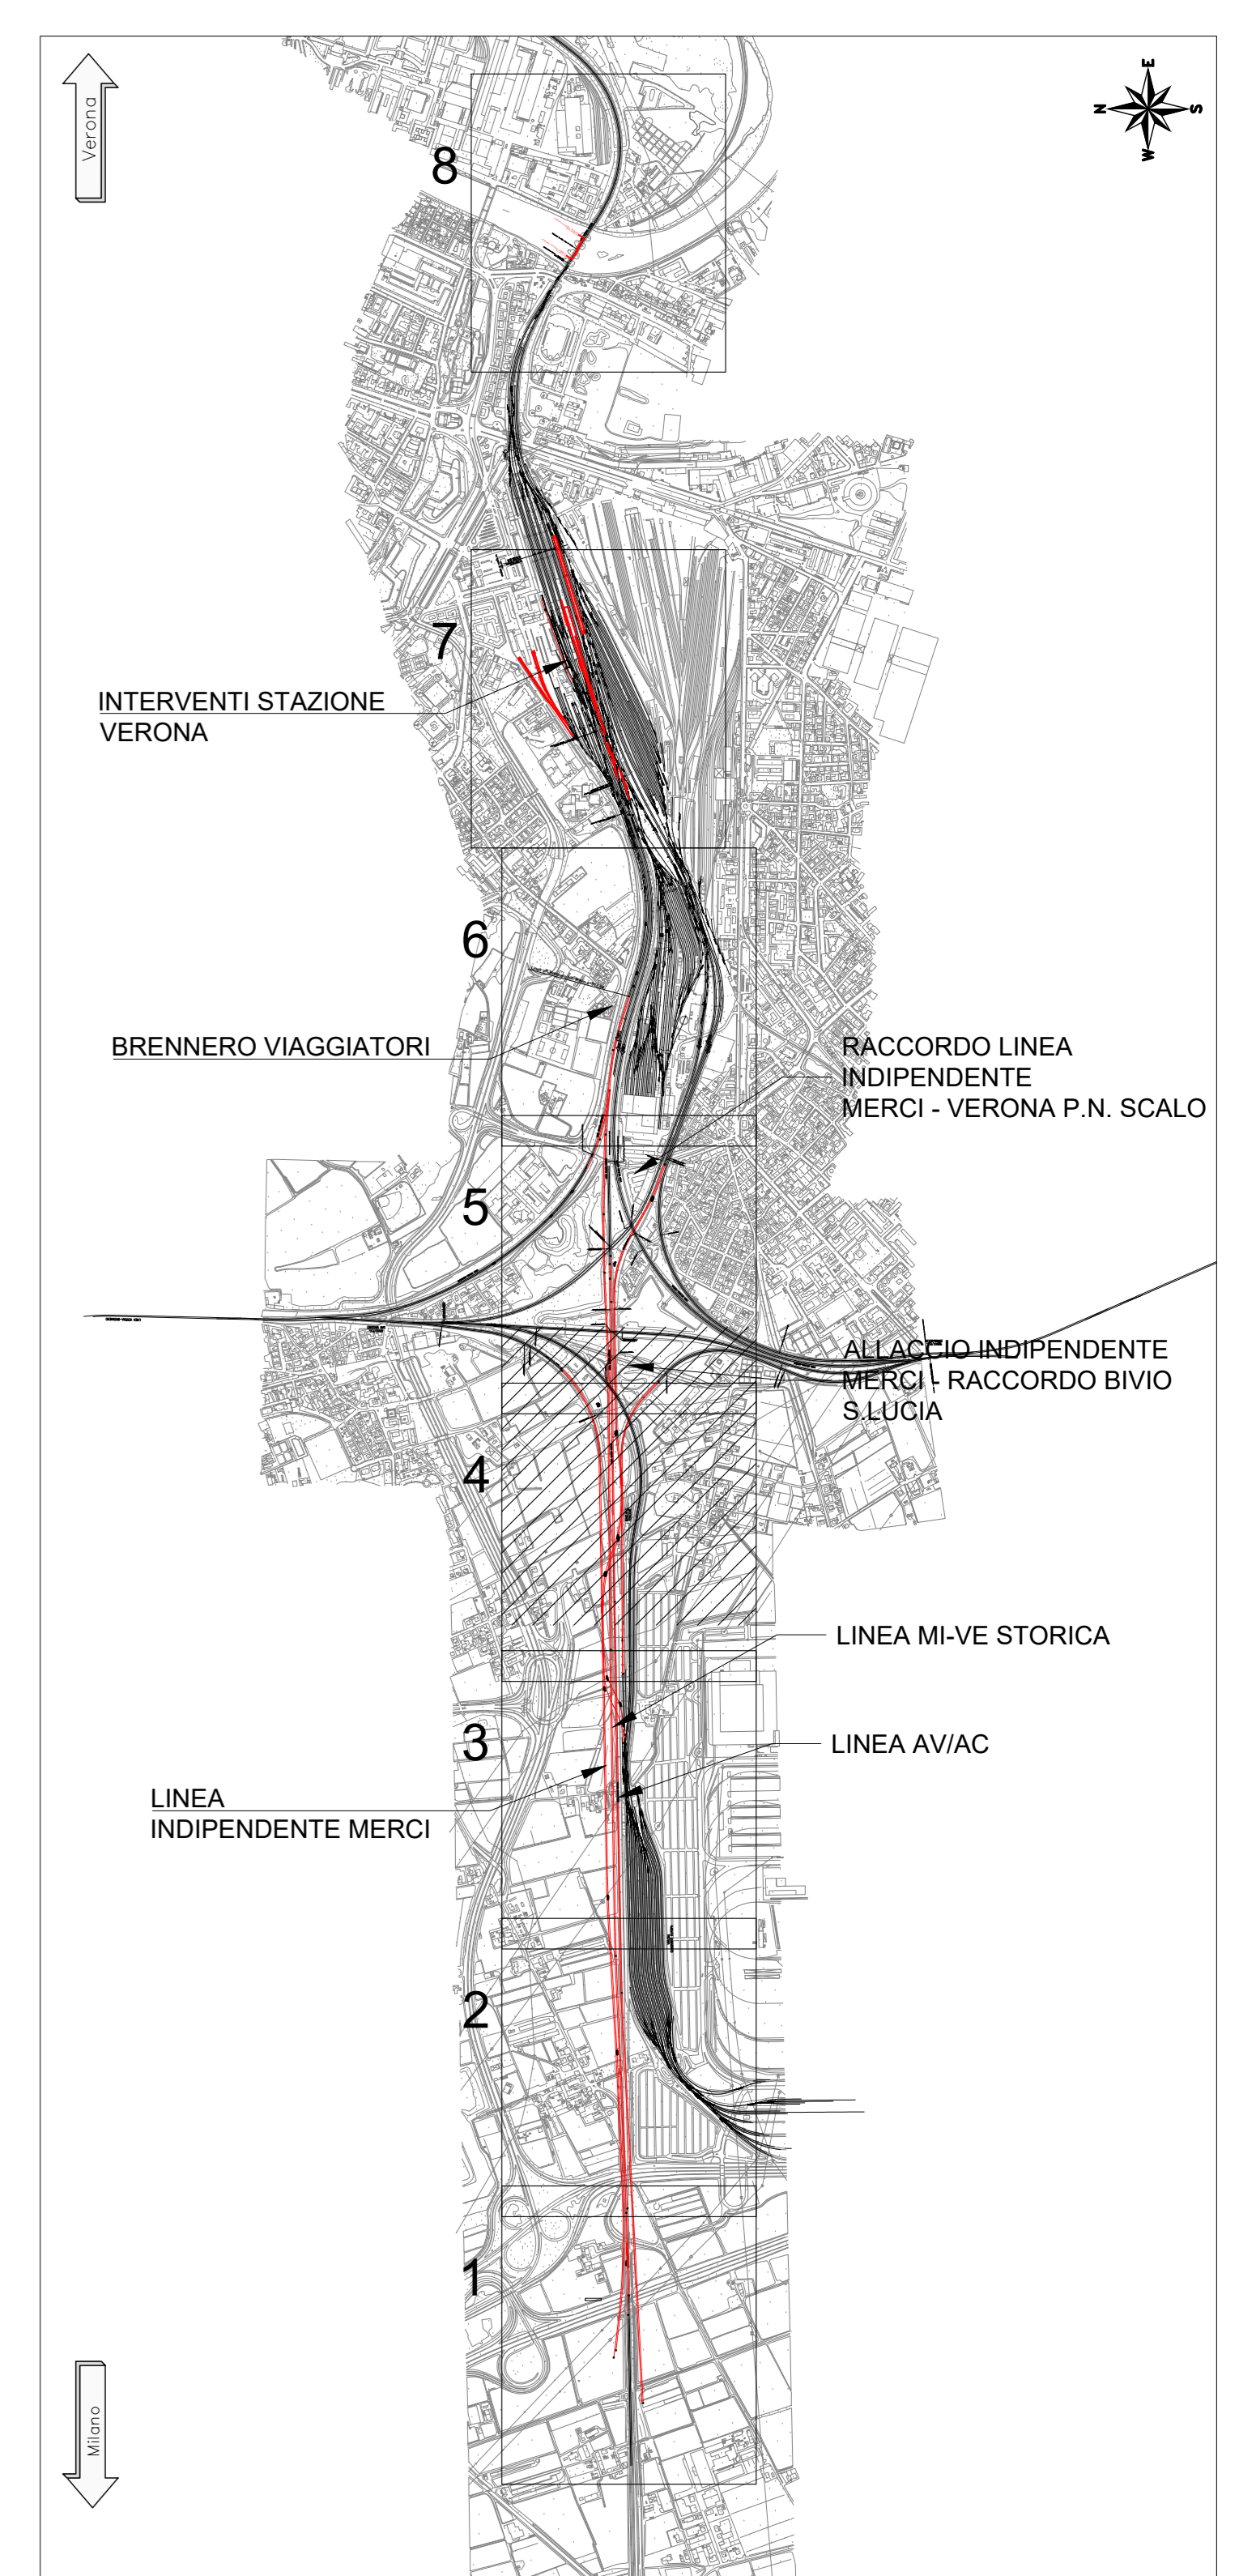 Verona
E
N
S
W
8
7
INTERVENTI STAZIONE
VERONA
6
BRENNERO VIAGGIATORI
RACCORDO LINEA
INDIPENDENTE
MERCI - VERONA P.N. SCALO
5
ALLACCIO INDIPENDENTE
MERCI - RACCORDO BIVIO
S.LUCIA
4
LINEA MI-VE STORICA
3
LINEA AV/AC
LINEA
INDIPENDENTE MERCI
2
1
Milano